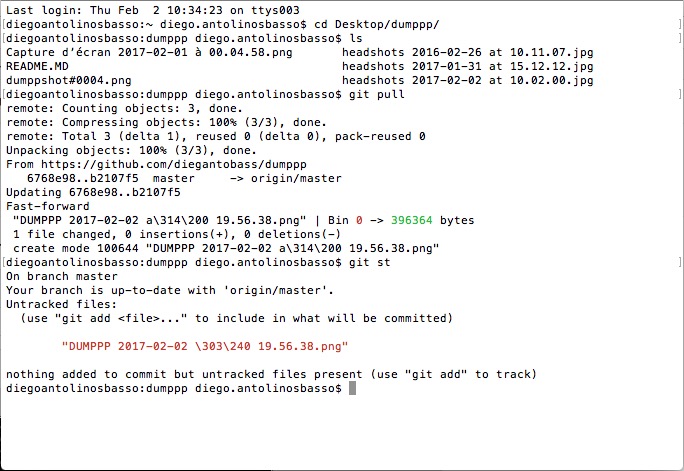 Last login: Thu Feb  2 10:34:23 on ttys003
[diegoantolinosbasso:~ diego.antolinosbasso$ cd Desktop/dumppp/ ]
[diegoantolinosbasso:dumppp diego.antolinosbasso$ ls ]
Capture d’écran 2017-02-01 à 00.04.58.png       headshots 2016-02-26 at 10.11.07.jpg
README.MD                                       headshots 2017-01-31 at 15.12.12.jpg
dumppshot#0004.png                              headshots 2017-02-02 at 10.02.00.jpg
[diegoantolinosbasso:dumppp diego.antolinosbasso$ git pull ]
remote: Counting objects: 3, done.
remote: Compressing objects: 100% (3/3), done.
remote: Total 3 (delta 1), reused 0 (delta 0), pack-reused 0
Unpacking objects: 100% (3/3), done.
From https://github.com/diegantobass/dumppp
   6768e98..b2107f5  master     -> origin/master
Updating 6768e98..b2107f5
Fast-forward
 "DUMPPP 2017-02-02 a\314\200 19.56.38.png" | Bin 0 -> 396364 bytes
 1 file changed, 0 insertions(+), 0 deletions(-)
 create mode 100644 "DUMPPP 2017-02-02 a\314\200 19.56.38.png"
[diegoantolinosbasso:dumppp diego.antolinosbasso$ git st ]
On branch master
Your branch is up-to-date with 'origin/master'.
Untracked files:
  (use "git add <file>..." to include in what will be committed)
        "DUMPPP 2017-02-02 \303\240 19.56.38.png"
nothing added to commit but untracked files present (use "git add" to track)
diegoantolinosbasso:dumppp diego.antolinosbasso$